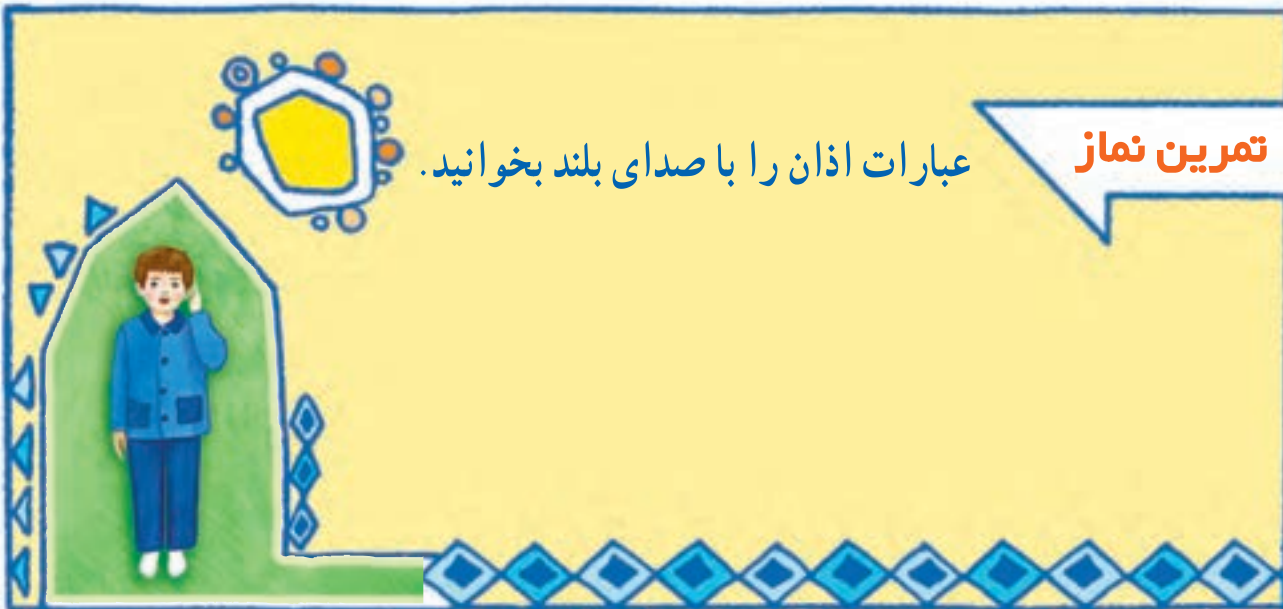 تمرین نماز
عبارات اذان را با صدای بلند بخوانید.